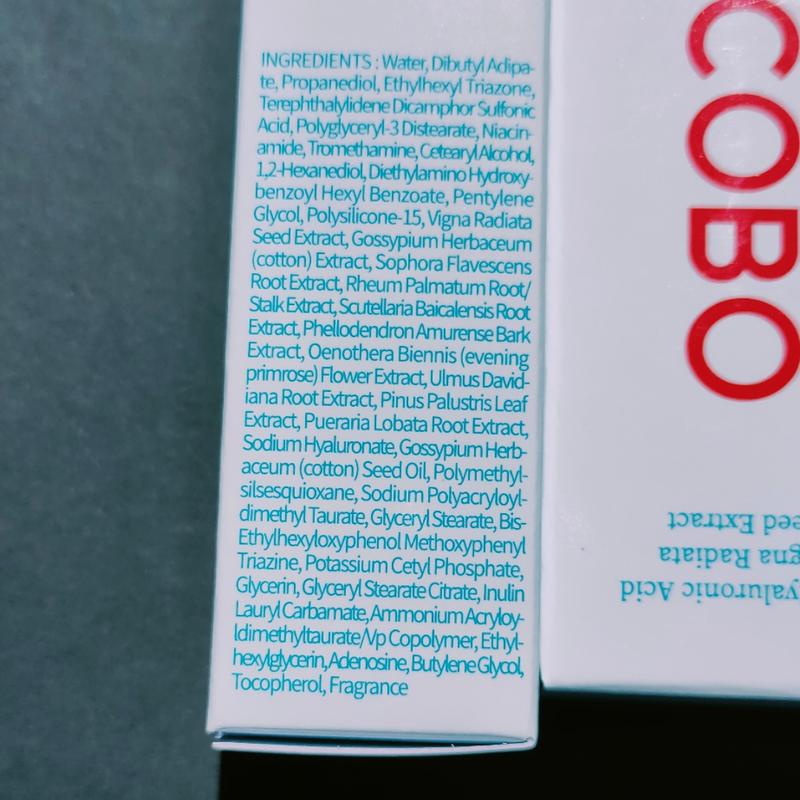 INGREDIENTS : Water, Dibutyl Adipa-
te, Propanediol, Ethylhexyl Triazone,
Terephthalylidene Dicamphor Sulfonic
Acid, Polyglyceryl-3 Distearate, Niacin-
amide, Tromethamine, Cetearyl Alcohol,
1,2-Hexanediol, Diethylamino Hydroxy-
benzoyl Hexyl Benzoate, Pentylene
Glycol, Polysilicone-15, Vigna Radiata
Seed Extract, Gossypium Herbaceum
(cotton) Extract, Sophora Flavescens
Root Extract, Rheum Palmatum Root/
Stalk Extract, Scutellaria Baicalensis Root
Extract, Phellodendron Amurense Bark
Extract, Oenothera Biennis (evening
primrose) Flower Extract, Ulmus David-
iana Root Extract, Pinus Palustris Leaf
Extract, Pueraria Lobata Root Extract,
Sodium Hyaluronate, Gossypium Herb-
aceum (cotton) Seed Oil, Polymethyl-
silsesquioxane, Sodium Polyacryloyl-
dimethyl Taurate, Glyceryl Stearate, Bis-
Ethylhexyloxyphenol Methoxyphenyl
Triazine, Potassium Cetyl Phosphate,
Glycerin, Glyceryl Stearate Citrate, Inulin
Lauryl Carbamate, Ammonium Acryloy-
ldimethyltaurate/Vp Copolymer, Ethyl-
hexylglycerin, Adenosine, Butylene Glycol,
Tocopherol, Fragrance
COBO
yaluronic Acid
gna Radiata
eed Extract